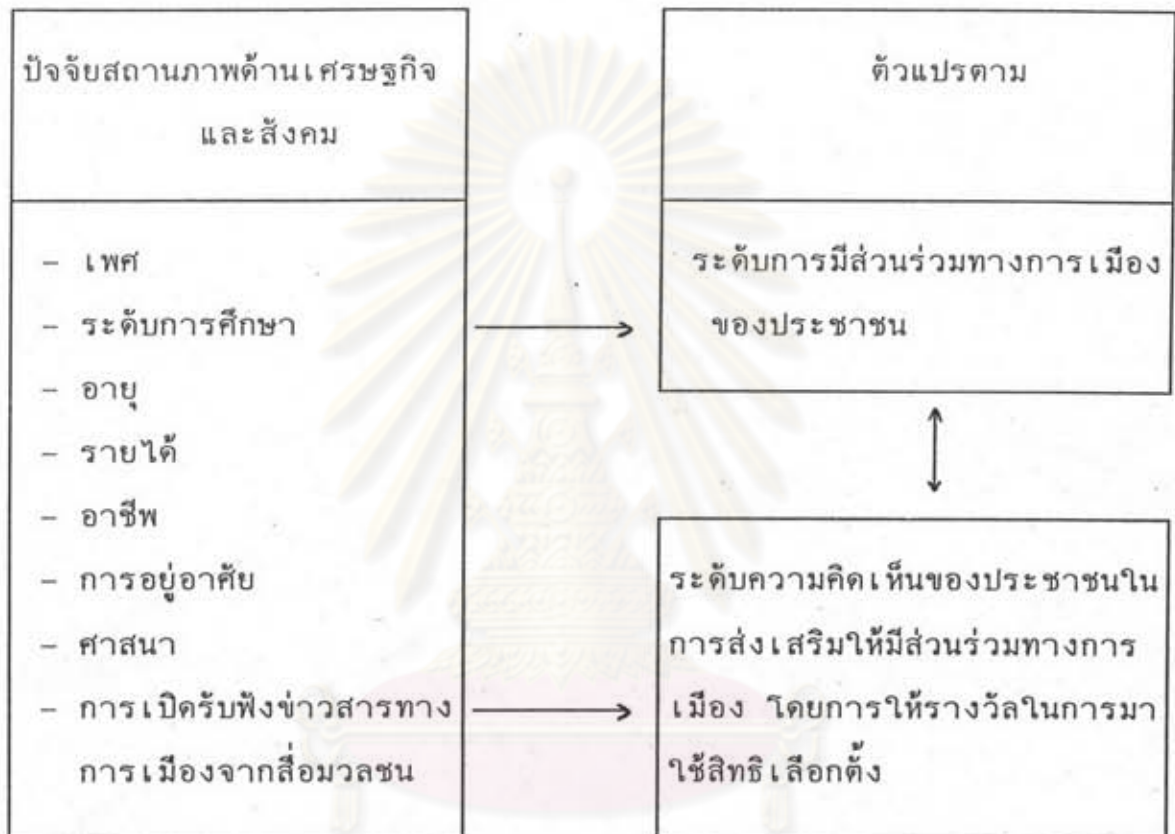 ปัจจัยสถานภาพด้านเศรษฐกิจ
และสังคม
- เพศ
- ระดับการศึกษา
- อายุ
- รายได้
- อาชีพ
- การอยู่อาศัย
- ศาสนา
- การเปิดรับฟังข่าวสารทาง
การเมืองจากสื่อมวลชน
ตัวแปรตาม
ระดับการมีส่วนร่วมทางการเมือง
ของประชาชน
ระดับความคิดเห็นของประชาชนใน
การส่งเสริมให้มีส่วนร่วมทางการ
เมือง โดยการให้รางวัลในการมา
ใช้สิทธิเลือกตั้ง